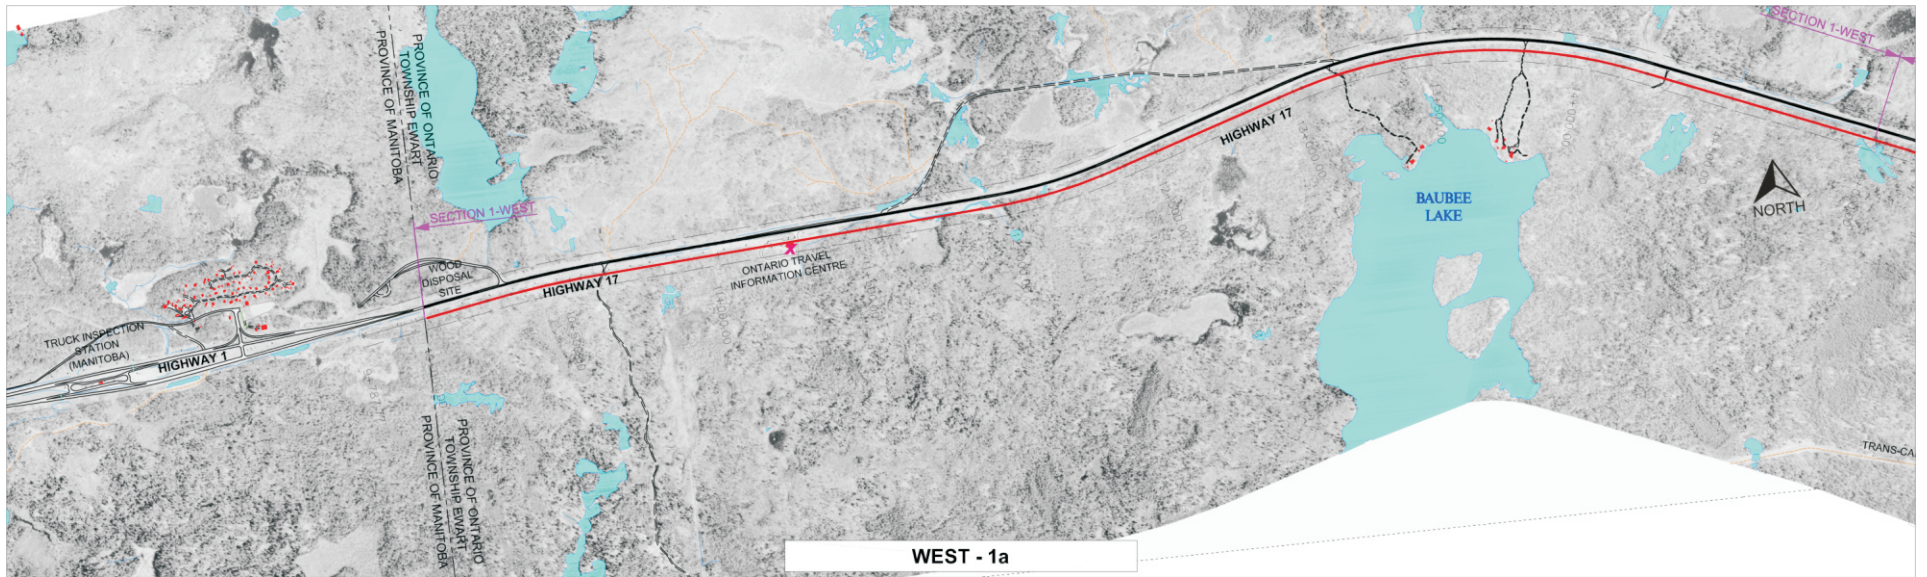 SECTION 1-WEST
PROVINCE OF ONTARIO
TOWNSHIP EWART
PROVINCE OF MANITOBA
SECTION 1-WEST
HIGHWAY 17
BAUBEE
LAKE
NORTH
WOOD
DISPOSAL
SITE
ONTARIO TRAVEL
INFORMATION CENTRE
HIGHWAY 17
TRUCK INSPECTION
STATION
(MANITOBA)
HIGHWAY 1
PROVINCE OF ONTARIO
TOWNSHIP EWART
PROVINCE OF MANITOBA
TRANS-CA
WEST - 1a